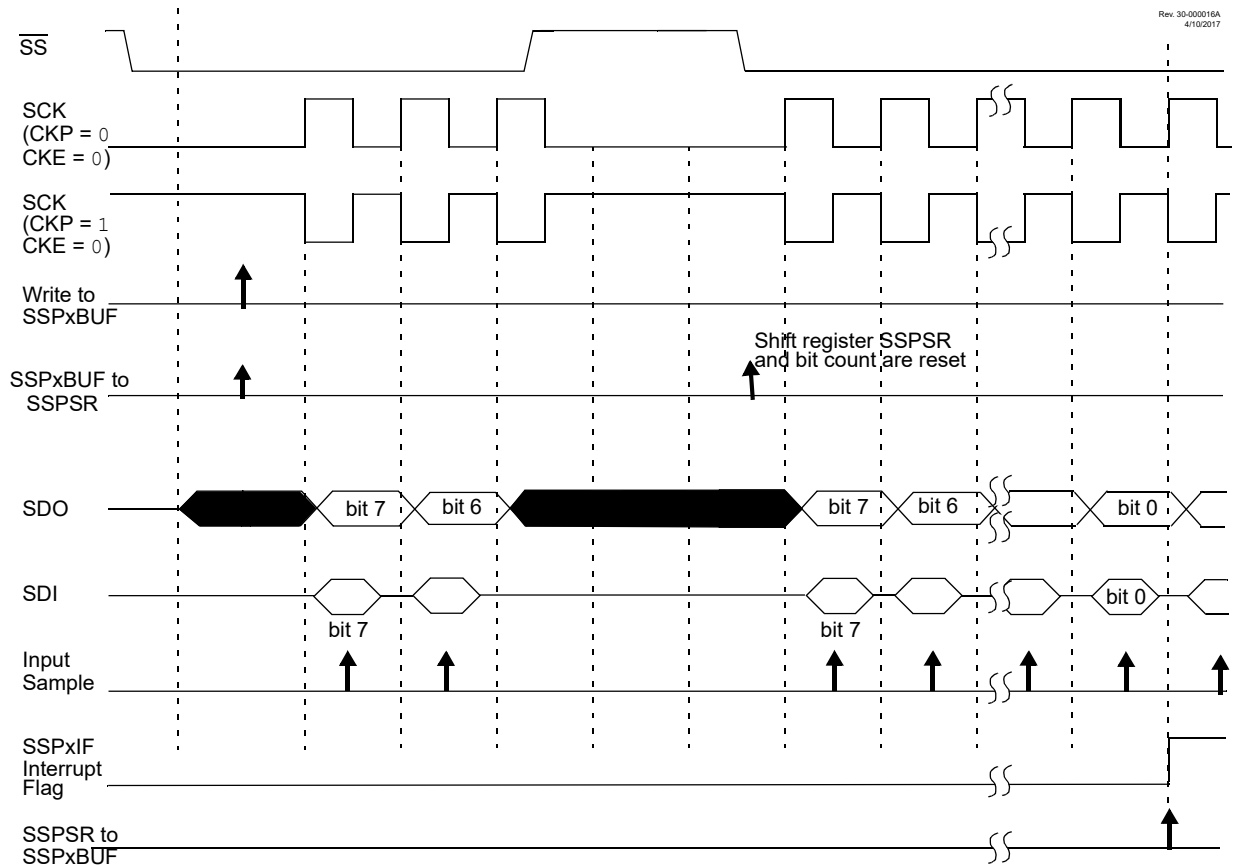 Rev. 30-000016A
4/10/2017
SS
SCK
(CKP = 0
CKE = 0)
SCK
(CKP = 1
CKE = 0)
Write to
SSPxBUF
Shift register SSPSR
and bit count are reset
SSPxBUF to
SSPSR
SDO
bit 7
bit 6
bit 7
bit 6
bit 0
SDI
bit 0
bit 7
bit 7
Input
Sample
SSPxIF
Interrupt
Flag
SSPSR to
SSPxBUF